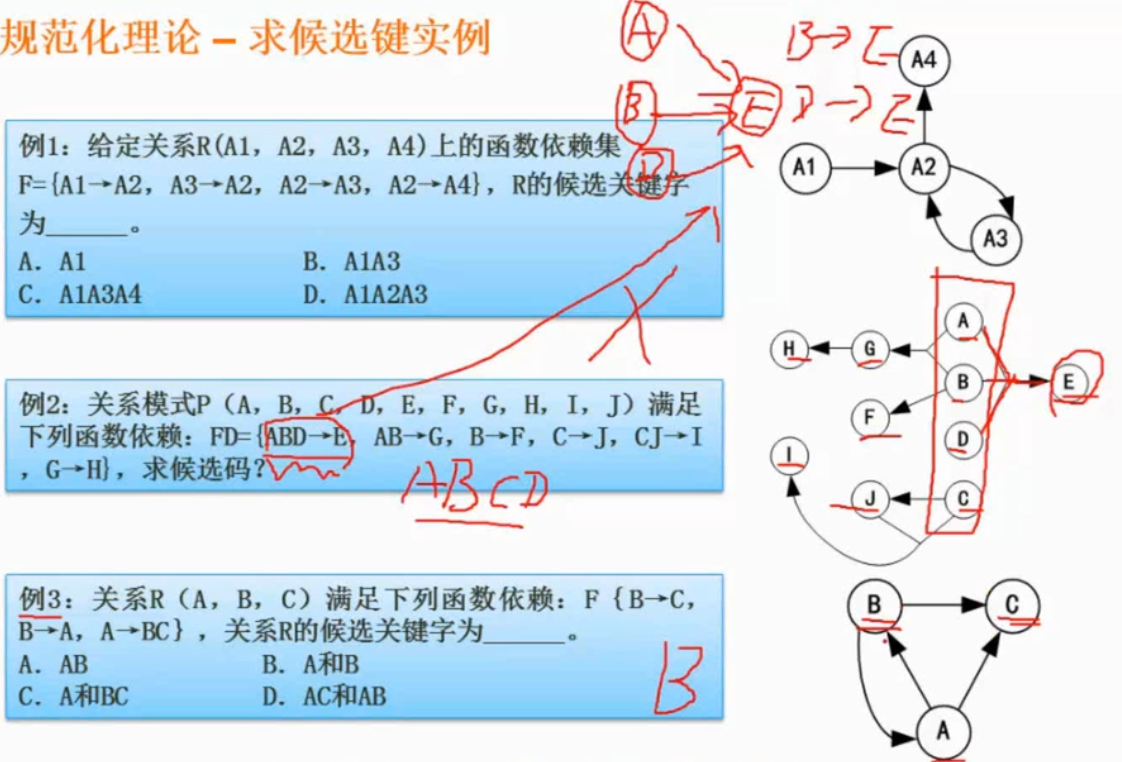 规范化理论 – 求候选键实例
例1：给定关系R(A1, A2, A3, A4)上的函数依赖集
F={A1→A2, A3→A2, A2→A3, A2→A4}，R的候选关键字
为______。
A. A1
B. A1A3
C. A1A3A4
D. A1A2A3
A
B
D
E
B→E
D→E
A4
A1
A2
A3
例2：关系模式P（A, B, C, D, E, F, G, H, I, J）满足
下列函数依赖：FD={ABD→E, AB→G, B→F, C→J, CJ→I
, G→H}，求候选码？
ABCD
A
H
G
B
E
F
D
I
J
C
例3：关系R（A, B, C）满足下列函数依赖：F｛B→C,
B→A, A→BC｝，关系R的候选关键字为______。
A. AB
B. A和B
C. A和BC
D. AC和AB
B
B
C
A